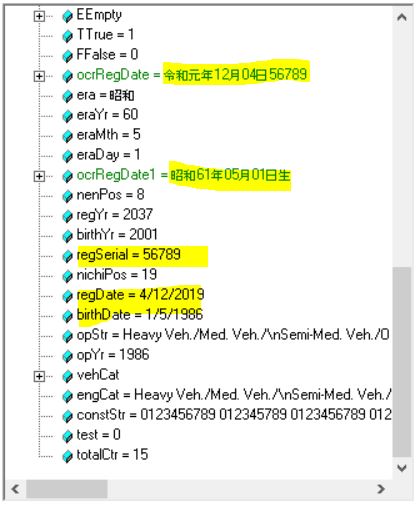 EEmpty
TTrue = 1
FFalse = 0
ocrRegDate = 令和元年12月04日56789
era = 昭和
eraYr = 60
eraMth = 5
eraDay = 1
ocrRegDate1 = 昭和61年05月01日生
nenPos = 8
regYr = 2037
birthYr = 2001
regSerial = 56789
nichiPos = 19
regDate = 4/12/2019
birthDate = 1/5/1986
opStr = Heavy Veh./Med. Veh./\nSemi-Med. Veh./O
opYr = 1986
vehCat
engCat = Heavy Veh./Med. Veh./\nSemi-Med. Veh./
constStr = 0123456789 012345789 0123456789 012
test = 0
totalCtr = 15